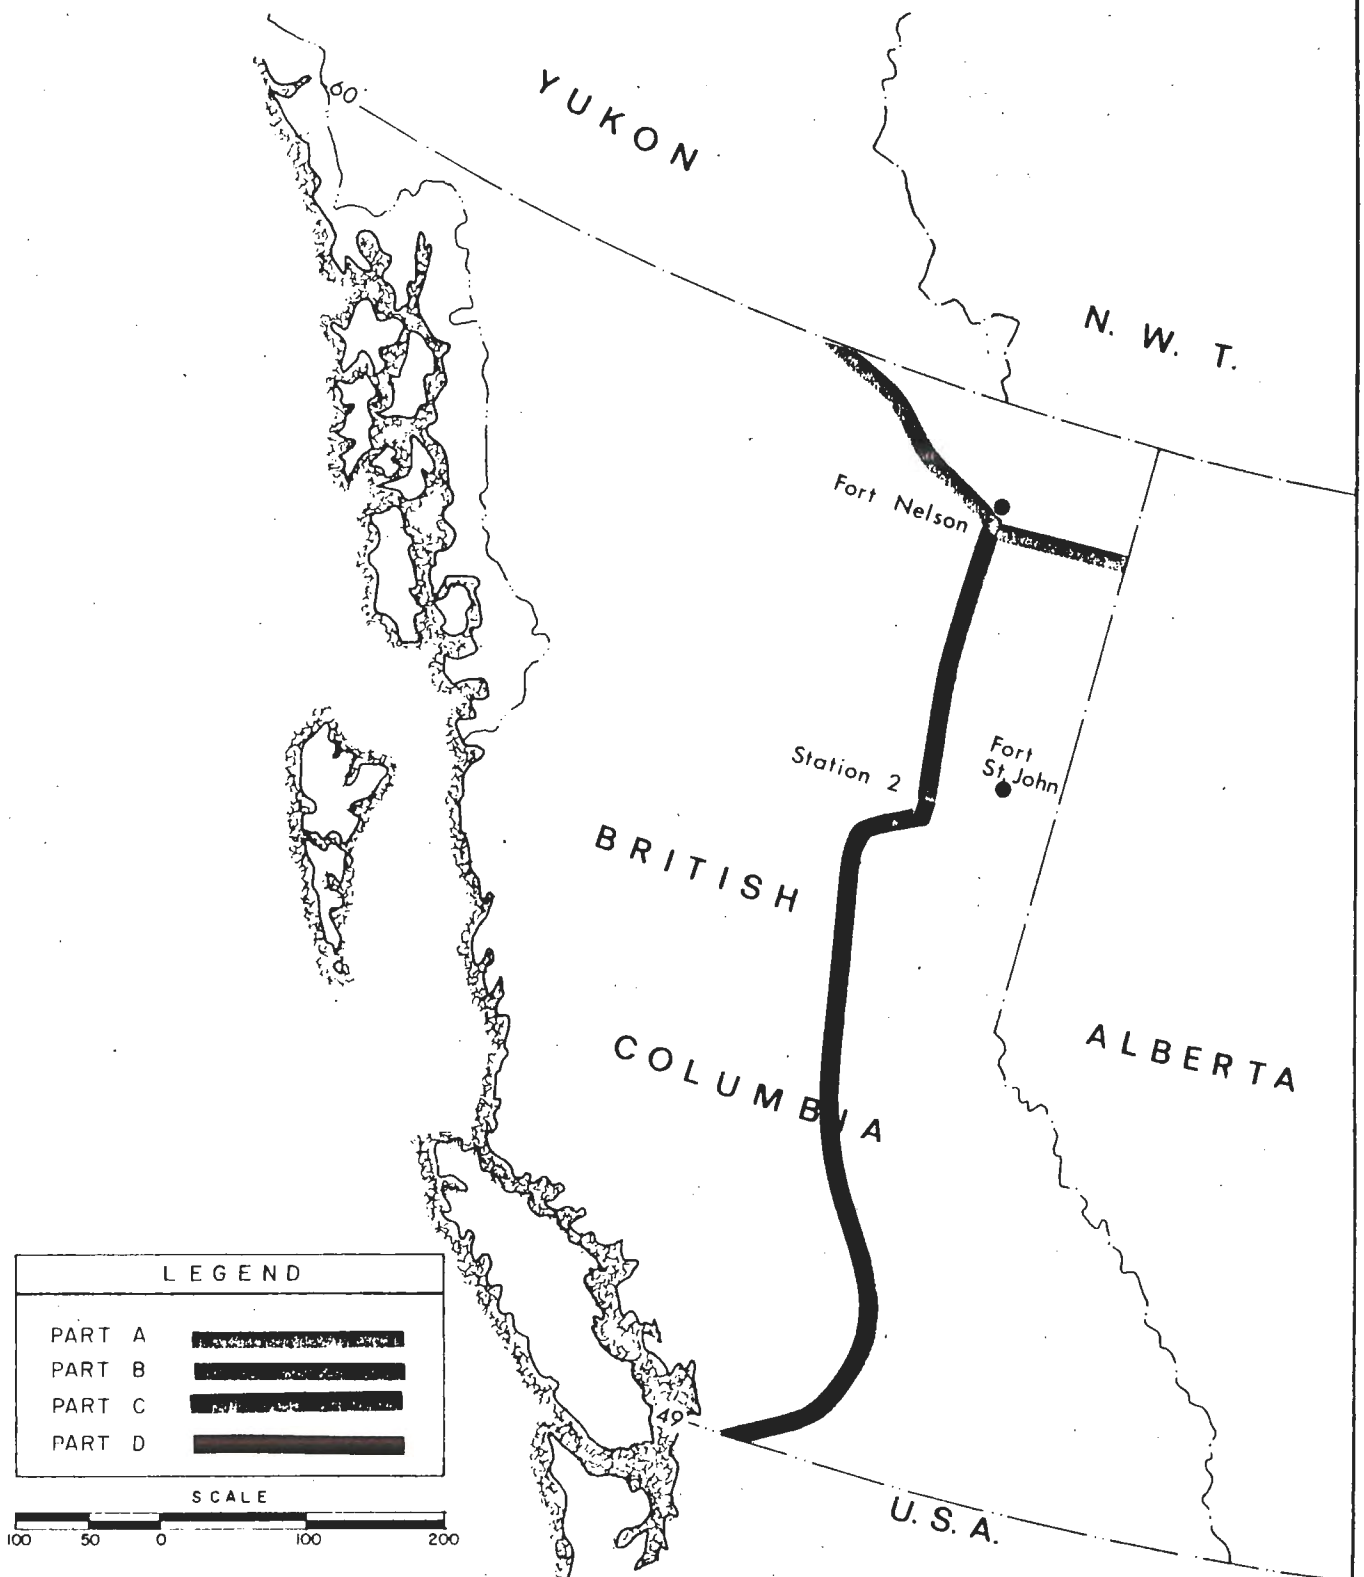 60°
YUKON
N. W. T.
Fort Nelson
Fort
St. John
Station 2
BRITISH
COLUMBIA
ALBERTA
LEGEND
PART A
PART B
PART C
PART D
SCALE
100 50 0 100 200
49°
U.S.A.